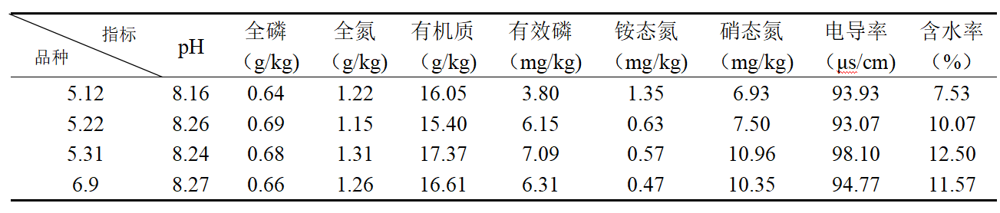 指标 品种 pH 全磷（g/kg) 全氮（g/kg) 有机质（g/kg) 有效磷（mg/kg) 铵态氮（mg/kg) 硝态氮（mg/kg) 电导率（μs/cm) 含水率（%）
5.12 8.16 0.64 1.22 16.05 3.80 1.35 6.93 93.93 7.53
5.22 8.26 0.69 1.15 15.40 6.15 0.63 7.50 93.07 10.07
5.31 8.24 0.68 1.31 17.37 7.09 0.57 10.96 98.10 12.50
6.9 8.27 0.66 1.26 16.61 6.31 0.47 10.35 94.77 11.57